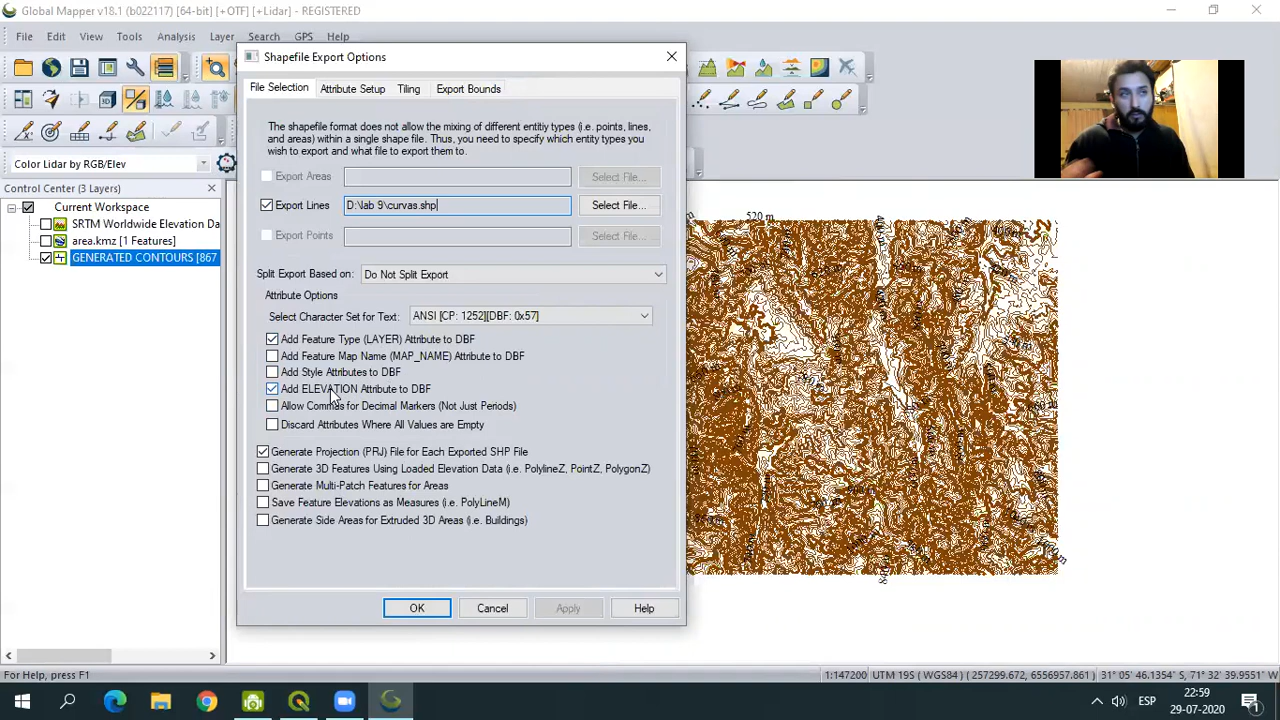 Global Mapper v18.1 (b022117) [64-bit] [+OTF] [+Lidar] - REGISTERED
File Edit View Tools Analysis Layer Search GPS Help
Color Lidar by RGB/Elev
Control Center (3 Layers)
Current Workspace
SRTM Worldwide Elevation Da
area.kmz [1 Features]
GENERATED CONTOURS [867
Shapefile Export Options
File Selection Attribute Setup Tiling Export Bounds
The shapefile format does not allow the mixing of different entity types (i.e. points, lines,
and areas) within a single shape file. Thus, you need to specify which entity types you
wish to export and what file to export them to.
Export Areas Select File...
Export Lines D:\lab 9\curvas.shp Select File...
Export Points Select File...
Split Export Based on: Do Not Split Export
Attribute Options
Select Character Set for Text: ANSI [CP: 1252][DBF: 0x57]
Add Feature Type (LAYER) Attribute to DBF
Add Feature Map Name (MAP_NAME) Attribute to DBF
Add Style Attributes to DBF
Add ELEVATION Attribute to DBF
Allow Commas for Decimal Markers (Not Just Periods)
Discard Attributes Where All Values are Empty
Generate Projection (PRJ) File for Each Exported SHP File
Generate 3D Features Using Loaded Elevation Data (i.e. PolylineZ, PointZ, PolygonZ)
Generate Multi-Patch Features for Areas
Save Feature Elevations as Measures (i.e. PolyLineM)
Generate Side Areas for Extruded 3D Areas (i.e. Buildings)
OK Cancel Apply Help
520 m
For Help, press F1
1:147200 UTM 19S (WGS84) ( 257299.672, 6556957.861 ) 31° 05' 46.1354" S, 71° 32' 39.9551" W
ESP
22:59
29-07-2020